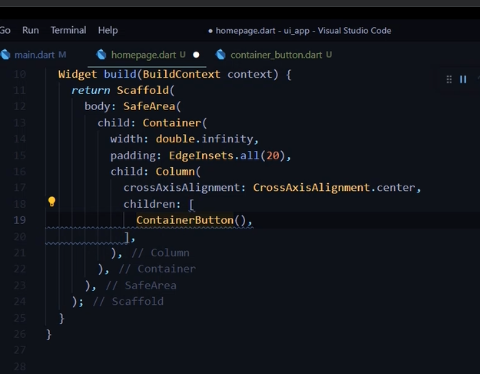 Go Run Terminal Help ● homepage.dart - ui_app - Visual Studio Code
main.dart M homepage.dart U ● container_button.dart U
10 Widget build(BuildContext context) {
11 return Scaffold(
12 body: SafeArea(
13 child: Container(
14 width: double.infinity,
15 padding: EdgeInsets.all(20),
16 child: Column(
17 crossAxisAlignment: CrossAxisAlignment.center,
18 children: [
19 ContainerButton(),
20 ],
21 ), // Column
22 ), // Container
23 ), // SafeArea
24 ); // Scaffold
25 }
26 }
27
28